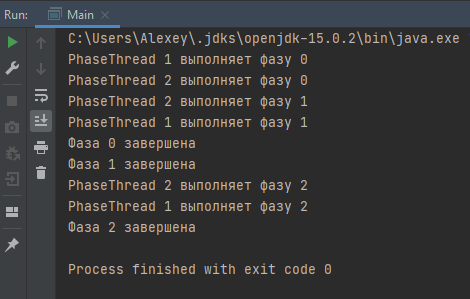 Run: Main
C:\Users\Alexey\.jdks\openjdk-15.0.2\bin\java.exe
PhaseThread 1 выполняет фазу 0
PhaseThread 2 выполняет фазу 0
PhaseThread 2 выполняет фазу 1
PhaseThread 1 выполняет фазу 1
Фаза 0 завершена
Фаза 1 завершена
PhaseThread 2 выполняет фазу 2
PhaseThread 1 выполняет фазу 2
Фаза 2 завершена
Process finished with exit code 0